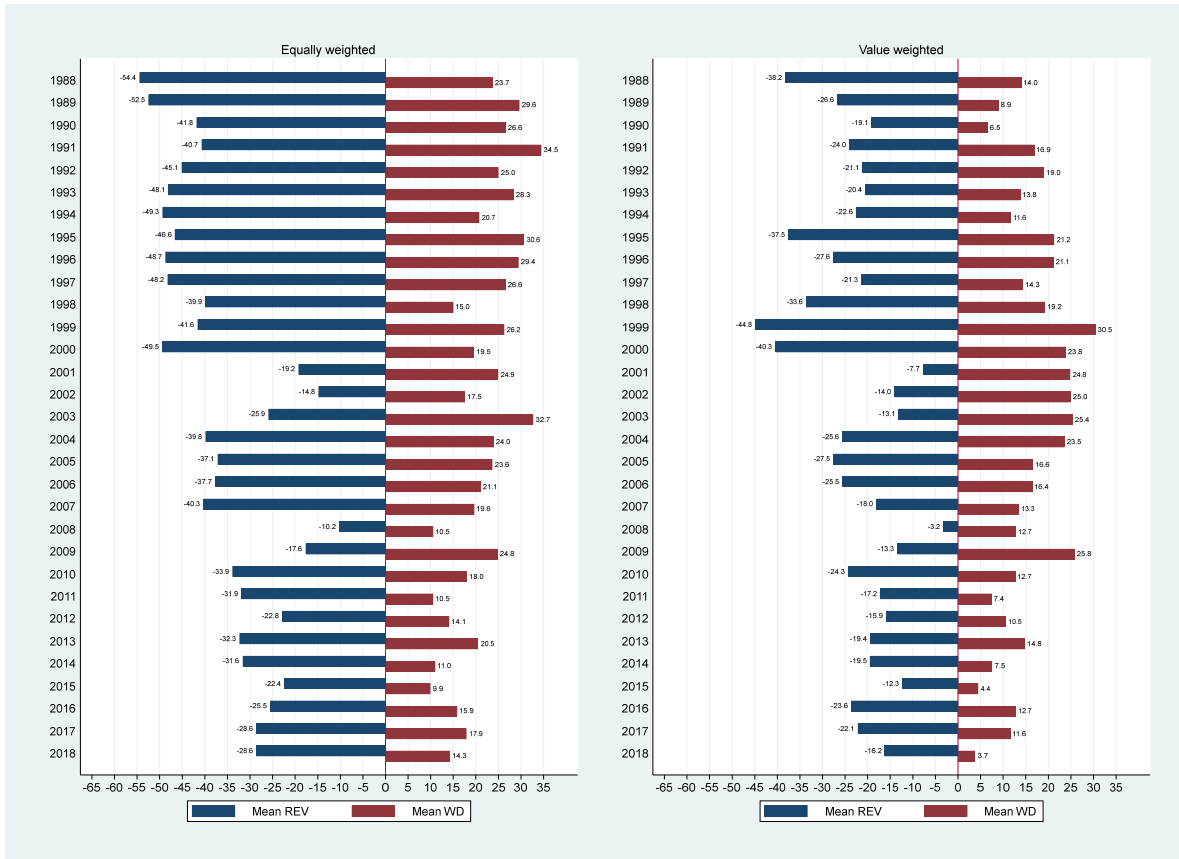 Equally weighted
1988 -54.4 23.7
1989 -52.5 29.6
1990 -41.8 26.6
1991 -40.7 34.5
1992 -45.1 25.0
1993 -48.1 28.3
1994 -49.3 20.7
1995 -46.6 30.6
1996 -48.7 29.4
1997 -48.2 26.6
1998 -39.9 15.0
1999 -41.6 26.2
2000 -49.5 19.5
2001 -19.2 24.9
2002 -14.8 17.5
2003 -25.9 32.7
2004 -39.8 24.0
2005 -37.1 23.6
2006 -37.7 21.1
2007 -40.3 19.6
2008 -10.2 10.5
2009 -17.6 24.8
2010 -33.9 18.0
2011 -31.9 10.5
2012 -22.8 14.1
2013 -32.3 20.5
2014 -31.6 11.0
2015 -22.4 9.9
2016 -25.5 15.9
2017 -28.6 17.9
2018 -28.6 14.3
-65 -60 -55 -50 -45 -40 -35 -30 -25 -20 -15 -10 -5 0 5 10 15 20 25 30 35
Mean REV Mean WD
Value weighted
1988 -38.2 14.0
1989 -26.6 8.9
1990 -19.1 6.5
1991 -24.0 16.9
1992 -21.1 19.0
1993 -20.4 13.8
1994 -22.6 11.6
1995 -37.5 21.2
1996 -27.6 21.1
1997 -21.3 14.3
1998 -33.6 19.2
1999 -44.8 30.5
2000 -40.3 23.8
2001 -7.7 24.8
2002 -14.0 25.0
2003 -13.1 25.4
2004 -25.6 23.5
2005 -27.5 16.6
2006 -25.5 16.4
2007 -18.0 13.3
2008 -3.2 12.7
2009 -13.3 25.8
2010 -24.3 12.7
2011 -17.2 7.4
2012 -15.9 10.5
2013 -19.4 14.8
2014 -19.5 7.5
2015 -12.3 4.4
2016 -23.6 12.7
2017 -22.1 11.6
2018 -16.2 3.7
-65 -60 -55 -50 -45 -40 -35 -30 -25 -20 -15 -10 -5 0 5 10 15 20 25 30 35
Mean REV Mean WD